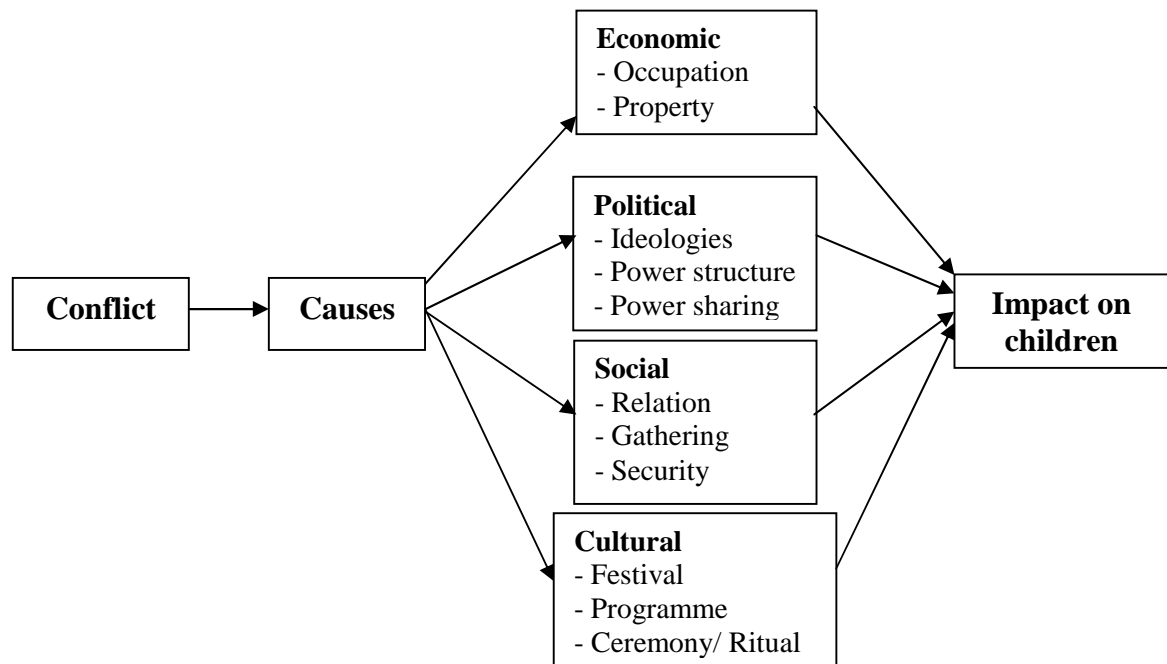 Conflict
Causes
Economic
- Occupation
- Property
Political
- Ideologies
- Power structure
- Power sharing
Social
- Relation
- Gathering
- Security
Cultural
- Festival
- Programme
- Ceremony/ Ritual
Impact on
children